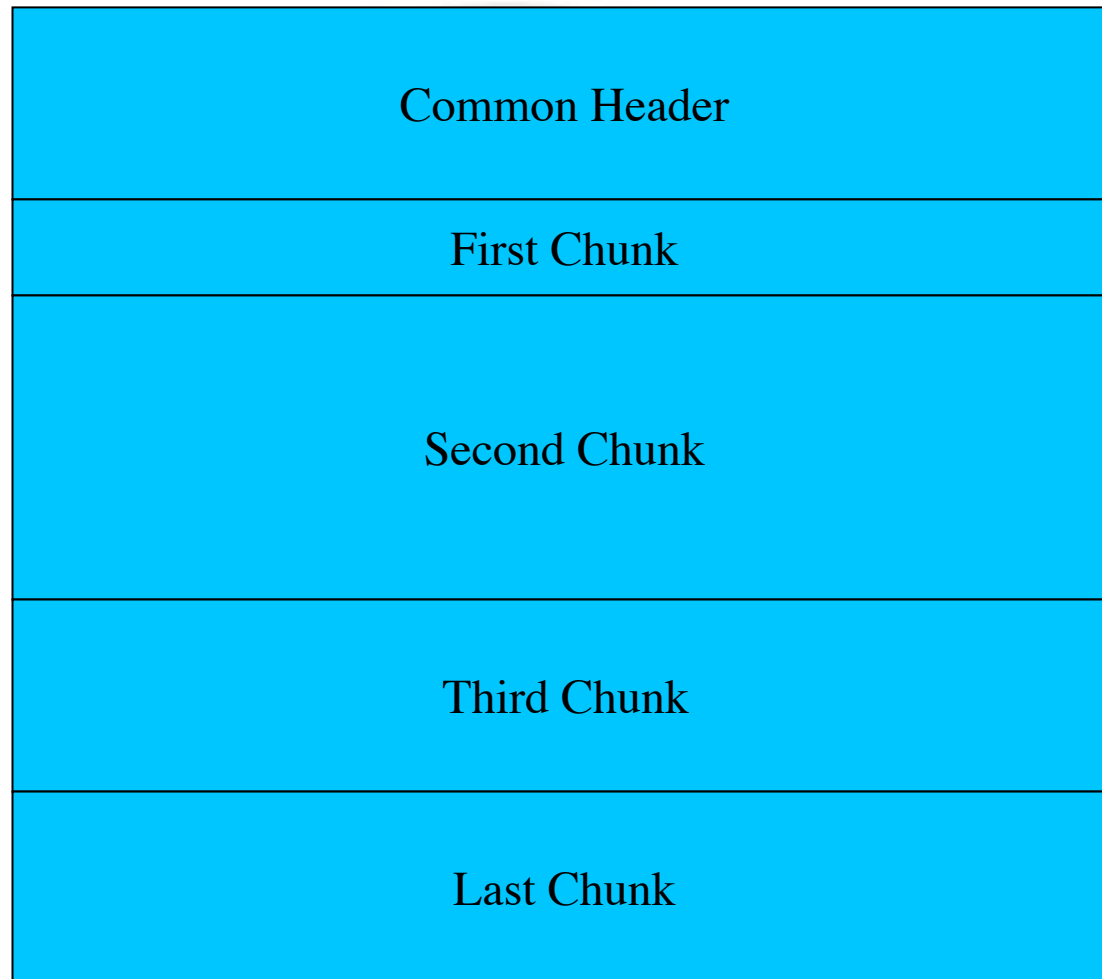 Common Header
First Chunk
Second Chunk
Third Chunk
Last Chunk